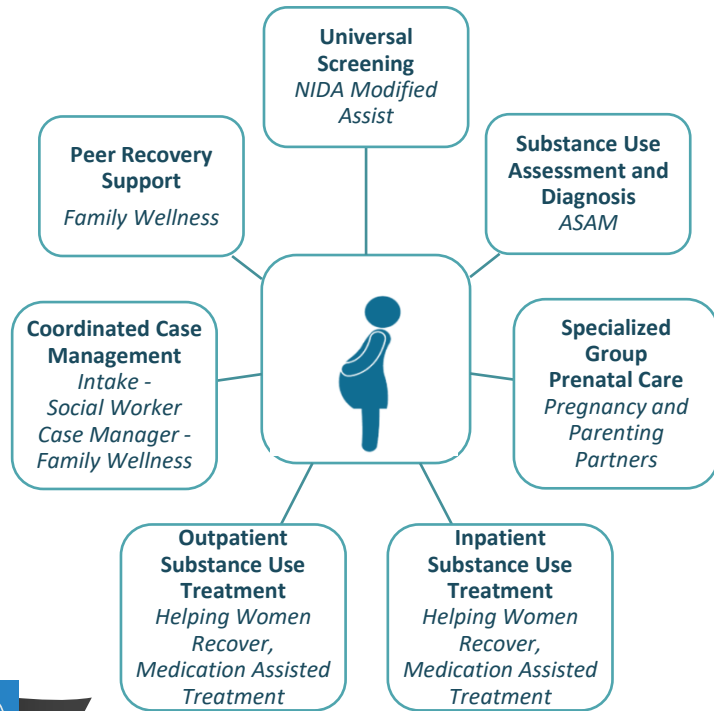 Universal
Screening
NIDA Modified
Assist
Substance Use
Assessment and
Diagnosis
ASAM
Specialized
Group
Prenatal Care
Pregnancy and
Parenting
Partners
Inpatient
Substance Use
Treatment
Helping Women
Recover,
Medication Assisted
Treatment
Outpatient
Substance Use
Treatment
Helping Women
Recover,
Medication Assisted
Treatment
Coordinated Case
Management
Intake -
Social Worker
Case Manager -
Family Wellness
Peer Recovery
Support
Family Wellness